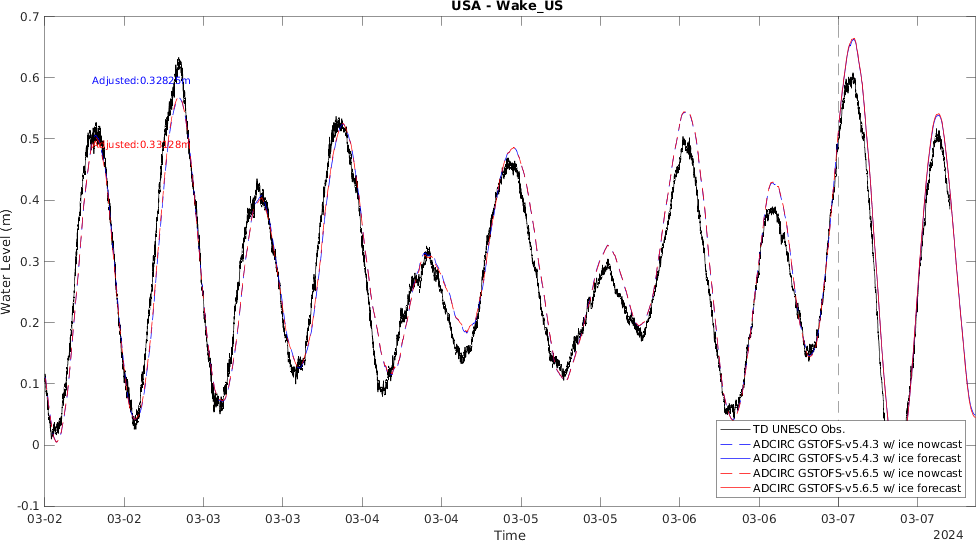 USA - Wake_US
0.7
0.6
0.5
0.4
0.3
0.2
0.1
0
-0.1
Water Level (m)
Adjusted:0.32826m
TD UNESCO Obs.
ADCIRC GSTOFS-v5.4.3 w/ ice nowcast
ADCIRC GSTOFS-v5.4.3 w/ ice forecast
ADCIRC GSTOFS-v5.6.5 w/ ice nowcast
ADCIRC GSTOFS-v5.6.5 w/ ice forecast
03-02 03-02 03-03 03-03 03-04 03-04 03-05 03-05 03-06 03-06 03-07 03-07
Time
2024